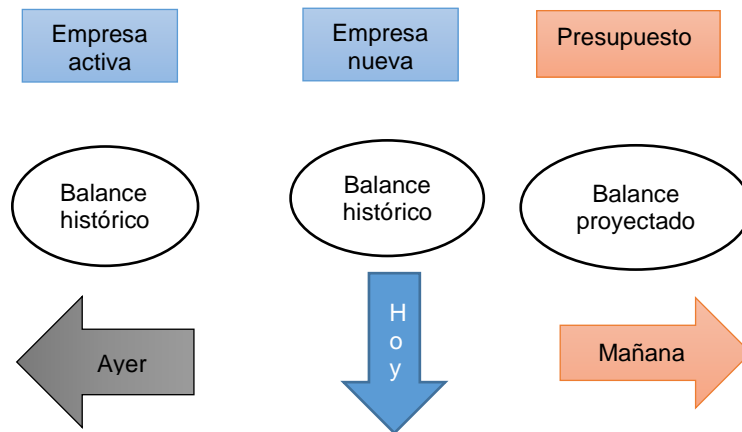 Empresa
activa
Empresa
nueva
Presupuesto
Balance
histórico
Balance
histórico
Balance
proyectado
Ayer
H
o
y
Mañana